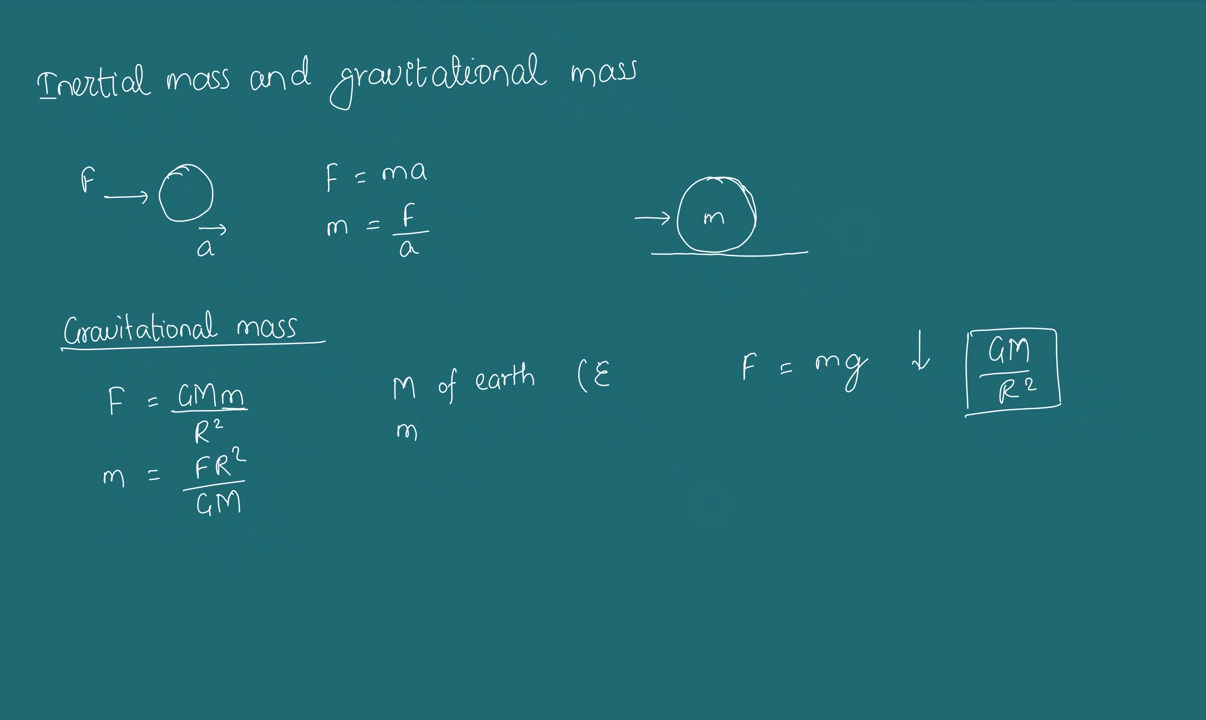 Inertial mass and gravitational mass
F → a
F = ma
m = F/a
→ m
Gravitational mass
F = GMm/R²
m = FR²/GM
M of earth (E
m
F = mg ↓ GM/R²